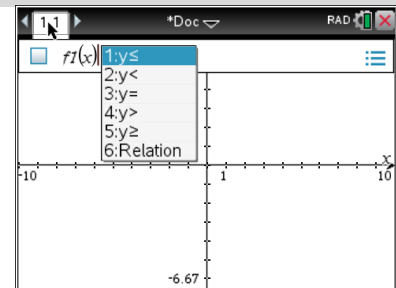 1.1 *Doc RAD
f1(x) 1:y≤
2:y<
3:y=
4:y>
5:y≥
6:Relation
x
-10 1 10
-6.67